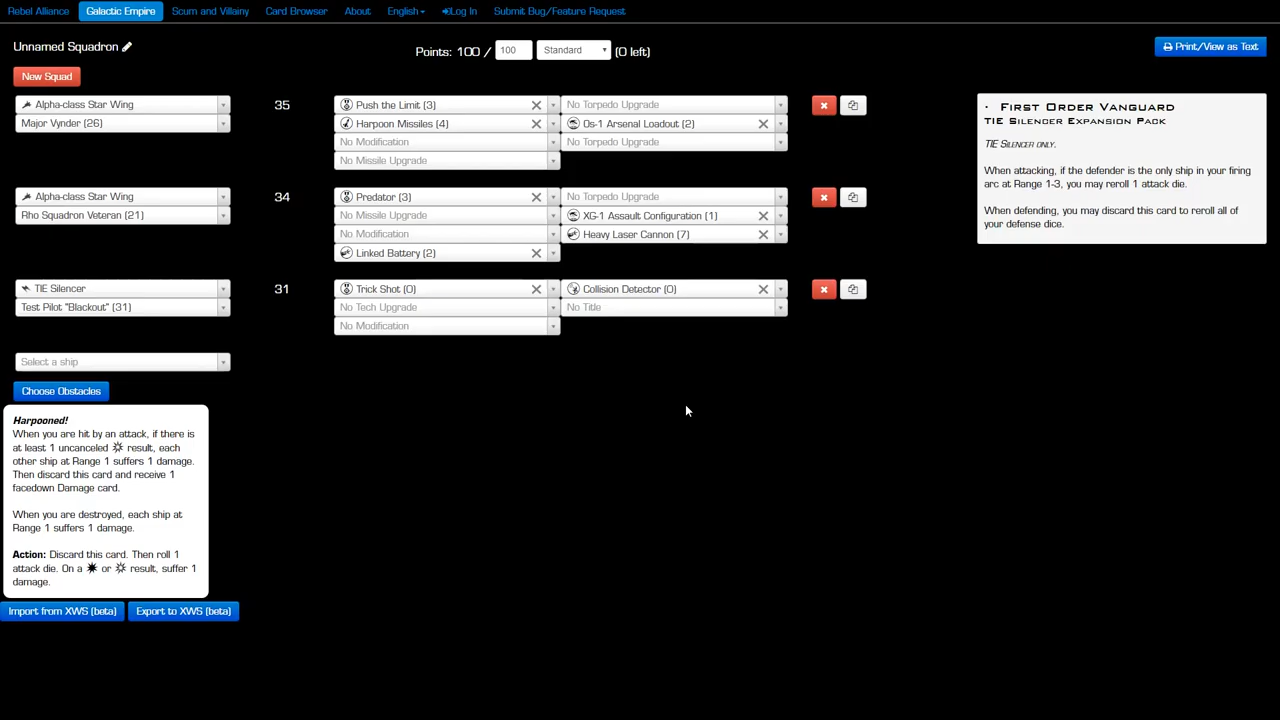 Rebel Alliance Galactic Empire Scum and Villainy Card Browser About English Log In Submit Bug/Feature Request
Unnamed Squadron Points: 100 / 100 Standard (0 left) Print/View as Text
New Squad
Alpha-class Star Wing 35 Push the Limit (3) No Torpedo Upgrade
Major Vynder (26) Harpoon Missiles (4) Os-1 Arsenal Loadout (2)
No Modification No Torpedo Upgrade
No Missile Upgrade
Alpha-class Star Wing 34 Predator (3) No Torpedo Upgrade
Rho Squadron Veteran (21) No Missile Upgrade XG-1 Assault Configuration (1)
No Modification Heavy Laser Cannon (7)
Linked Battery (2)
TIE Silencer 31 Trick Shot (0) Collision Detector (0)
Test Pilot "Blackout" (31) No Tech Upgrade No Title
No Modification
Select a ship
Choose Obstacles
Harpooned!
When you are hit by an attack, if there is
at least 1 uncanceled result, each
other ship at Range 1 suffers 1 damage.
Then discard this card and receive 1
facedown Damage card.
When you are destroyed, each ship at
Range 1 suffers 1 damage.
Action: Discard this card. Then roll 1
attack die. On a or result, suffer 1
damage.
Import from XWS (beta) Export to XWS (beta)
· First Order Vanguard
TIE Silencer Expansion Pack
TIE Silencer only.
When attacking, if the defender is the only ship in your firing
arc at Range 1-3, you may reroll 1 attack die.
When defending, you may discard this card to reroll all of
your defense dice.